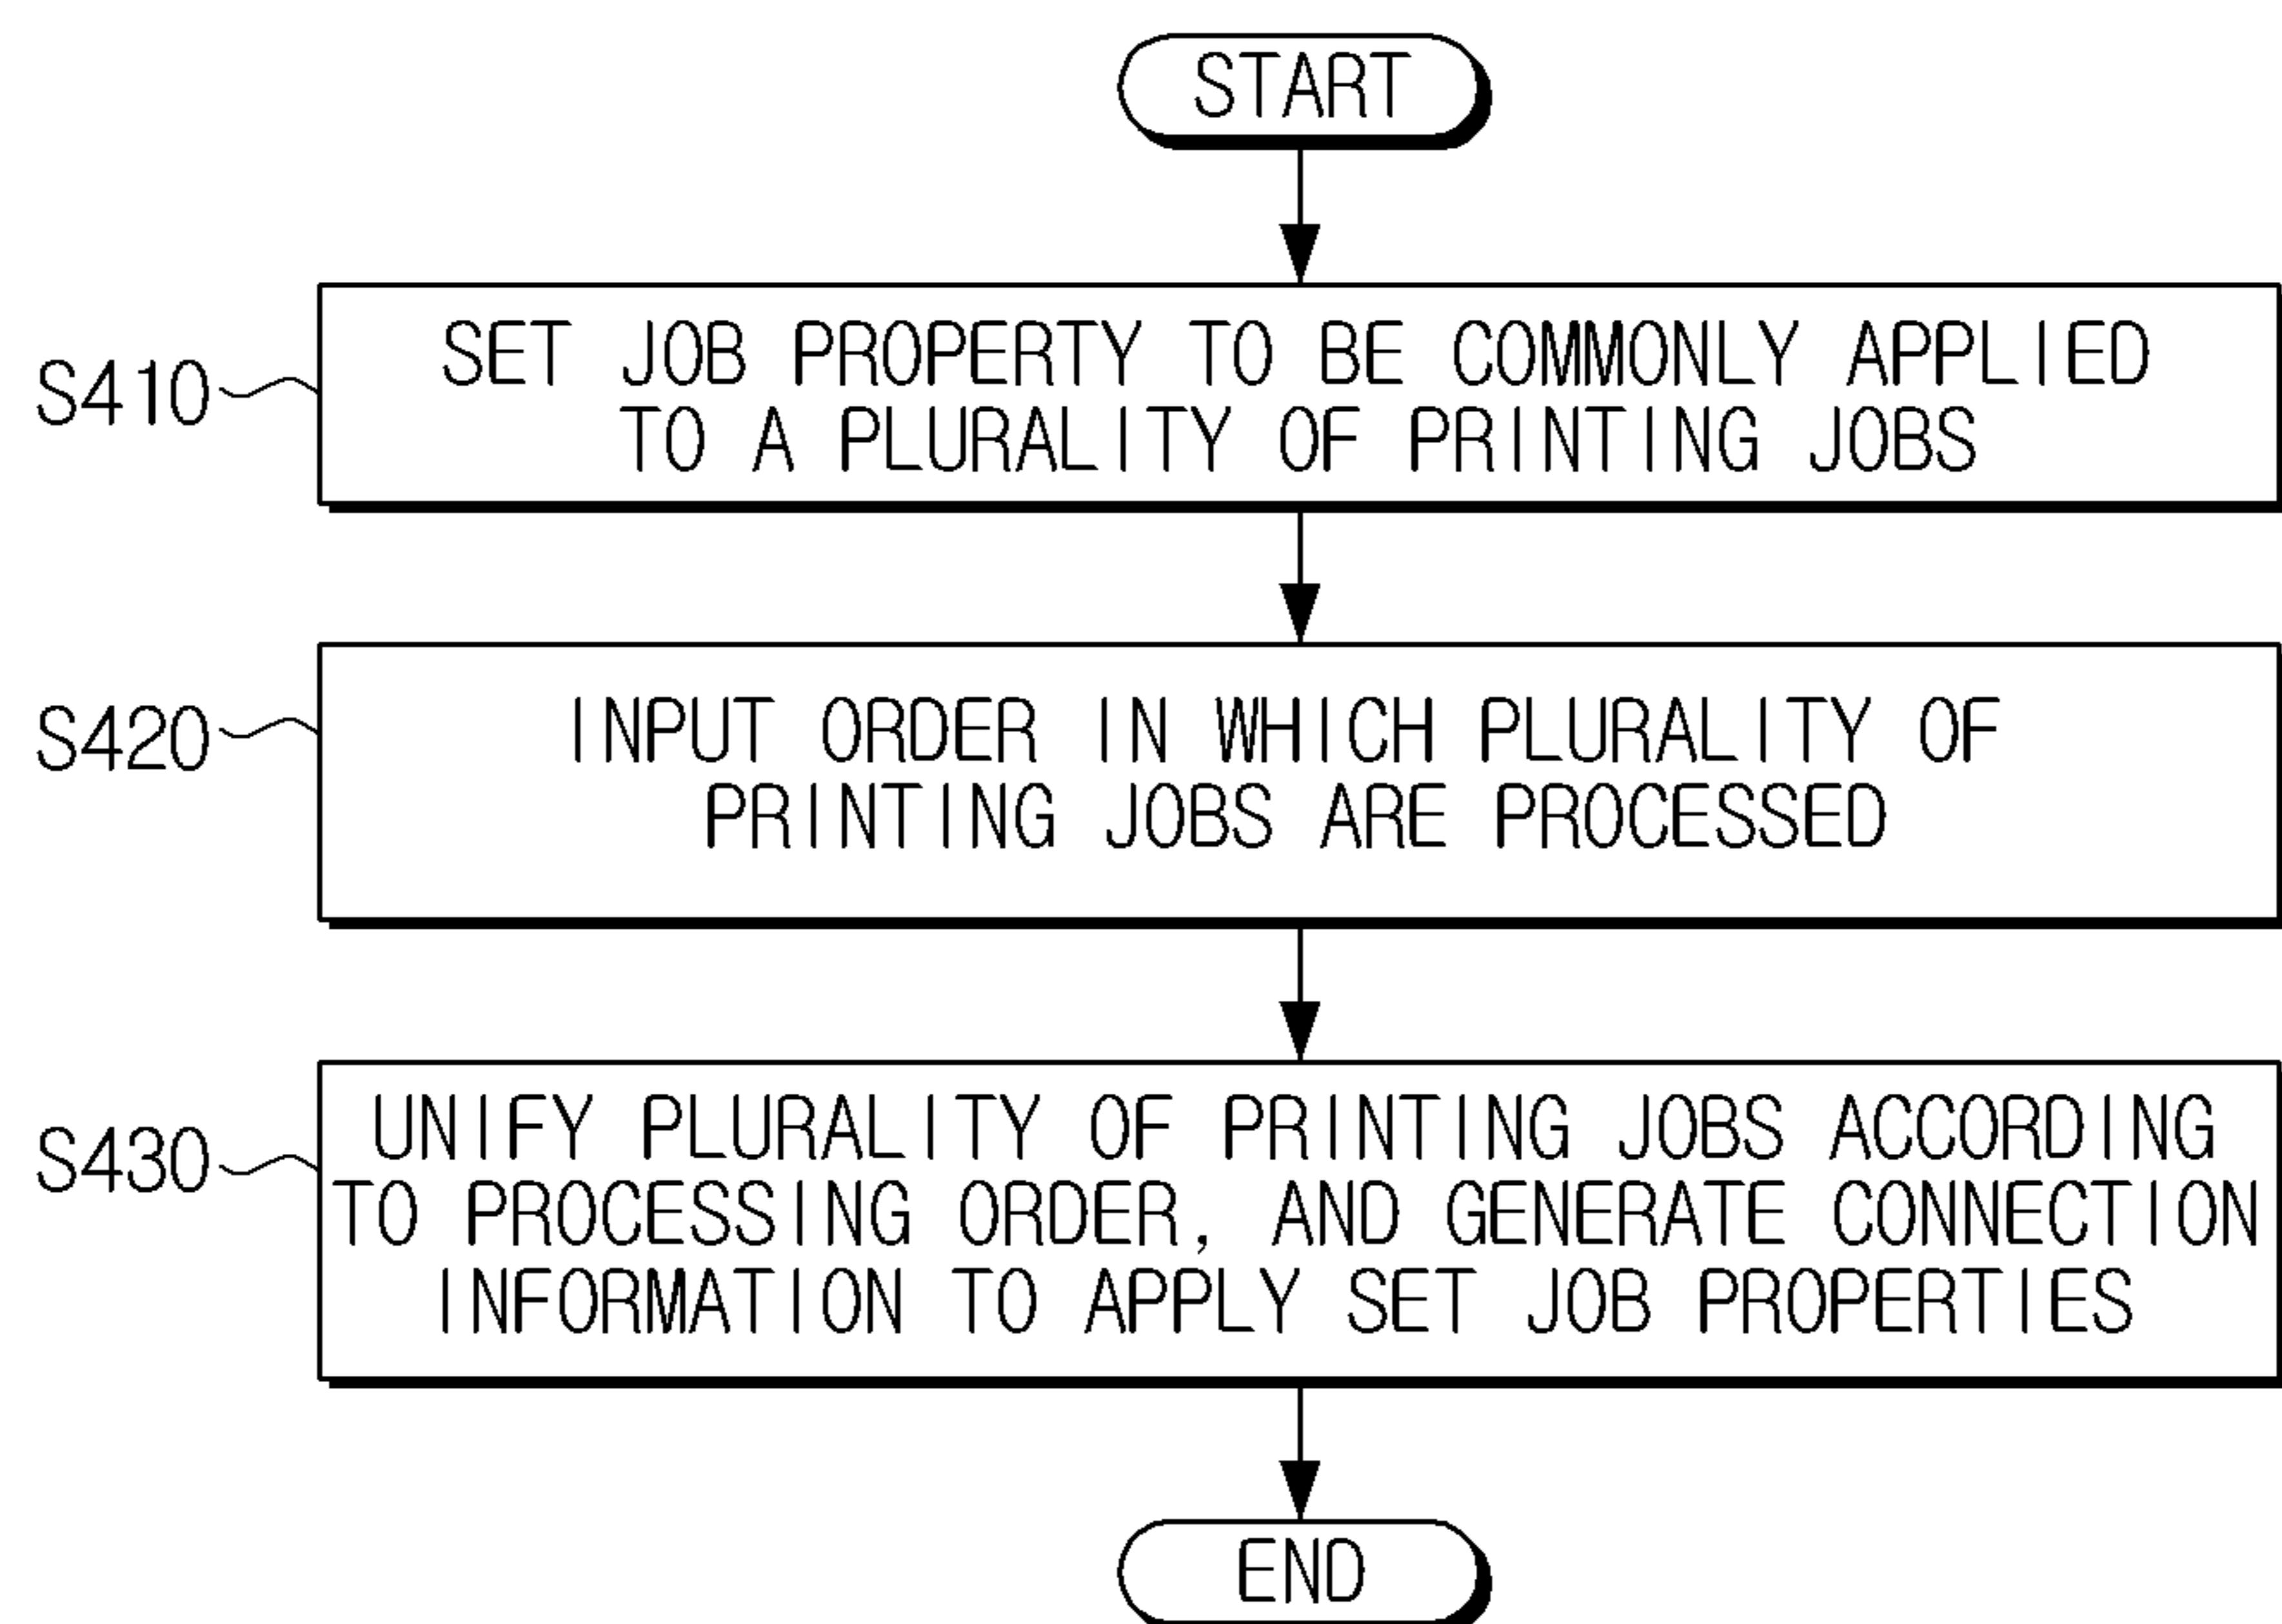 START
S410
SET JOB PROPERTY TO BE COMMONLY APPLIED
TO A PLURALITY OF PRINTING JOBS
S420
INPUT ORDER IN WHICH PLURALITY OF
PRINTING JOBS ARE PROCESSED
S430
UNIFY PLURALITY OF PRINTING JOBS ACCORDING
TO PROCESSING ORDER, AND GENERATE CONNECTION
INFORMATION TO APPLY SET JOB PROPERTIES
END